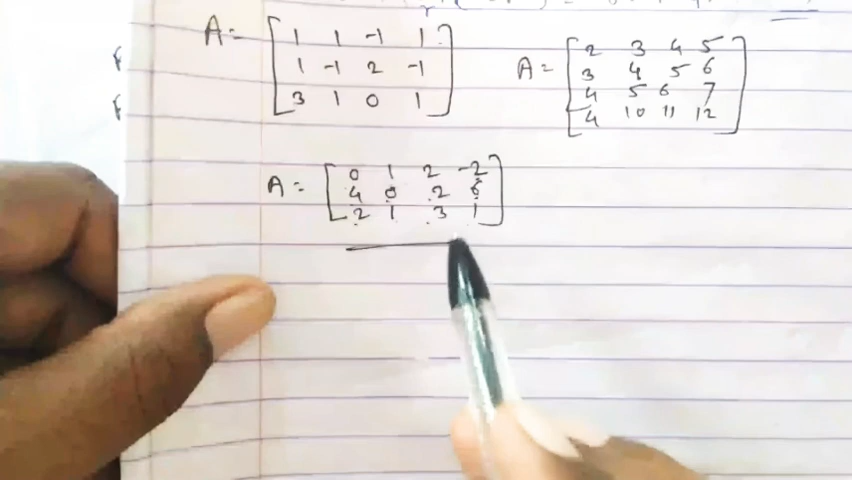 A = [ 1 1 -1 1
1 -1 2 -1
3 1 0 1 ]
A = [ 2 3 4 5
3 4 5 6
4 5 6 7
4 10 11 12 ]
A = [ 0 1 2 -2
4 0 2 6
2 1 3 1 ]